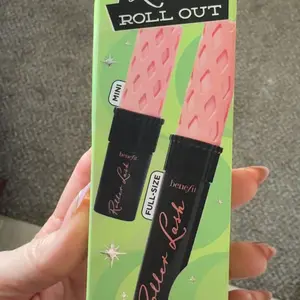 ROLL OUT
MINI
benefit
Roller Lash
FULL-SIZE
benefit
Roller Lash